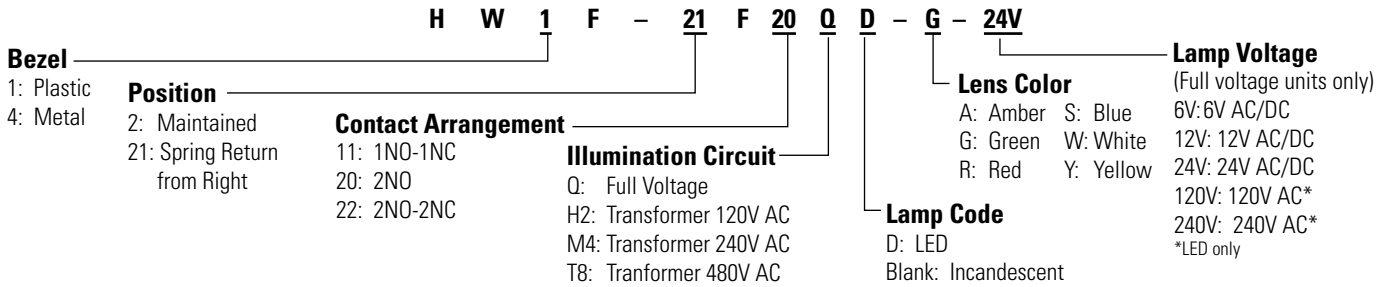 H W 1 F – 21 F 20 Q D – G – 24V
Bezel
1: Plastic
4: Metal
Position
2: Maintained
21: Spring Return
from Right
Contact Arrangement
11: 1NO-1NC
20: 2NO
22: 2NO-2NC
Illumination Circuit
Q: Full Voltage
H2: Transformer 120V AC
M4: Transformer 240V AC
T8: Tranformer 480V AC
Lamp Code
D: LED
Blank: Incandescent
Lens Color
A: Amber S: Blue
G: Green W: White
R: Red Y: Yellow
Lamp Voltage
(Full voltage units only)
6V: 6V AC/DC
12V: 12V AC/DC
24V: 24V AC/DC
120V: 120V AC*
240V: 240V AC*
*LED only